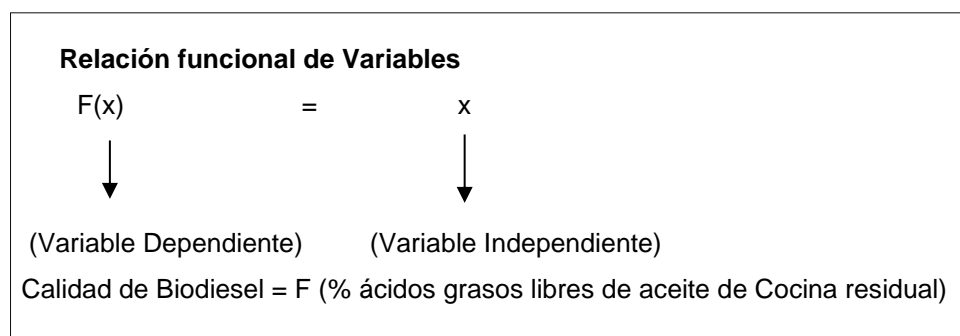 Relación funcional de Variables
F(x) = x
(Variable Dependiente) (Variable Independiente)
Calidad de Biodiesel = F (% ácidos grasos libres de aceite de Cocina residual)